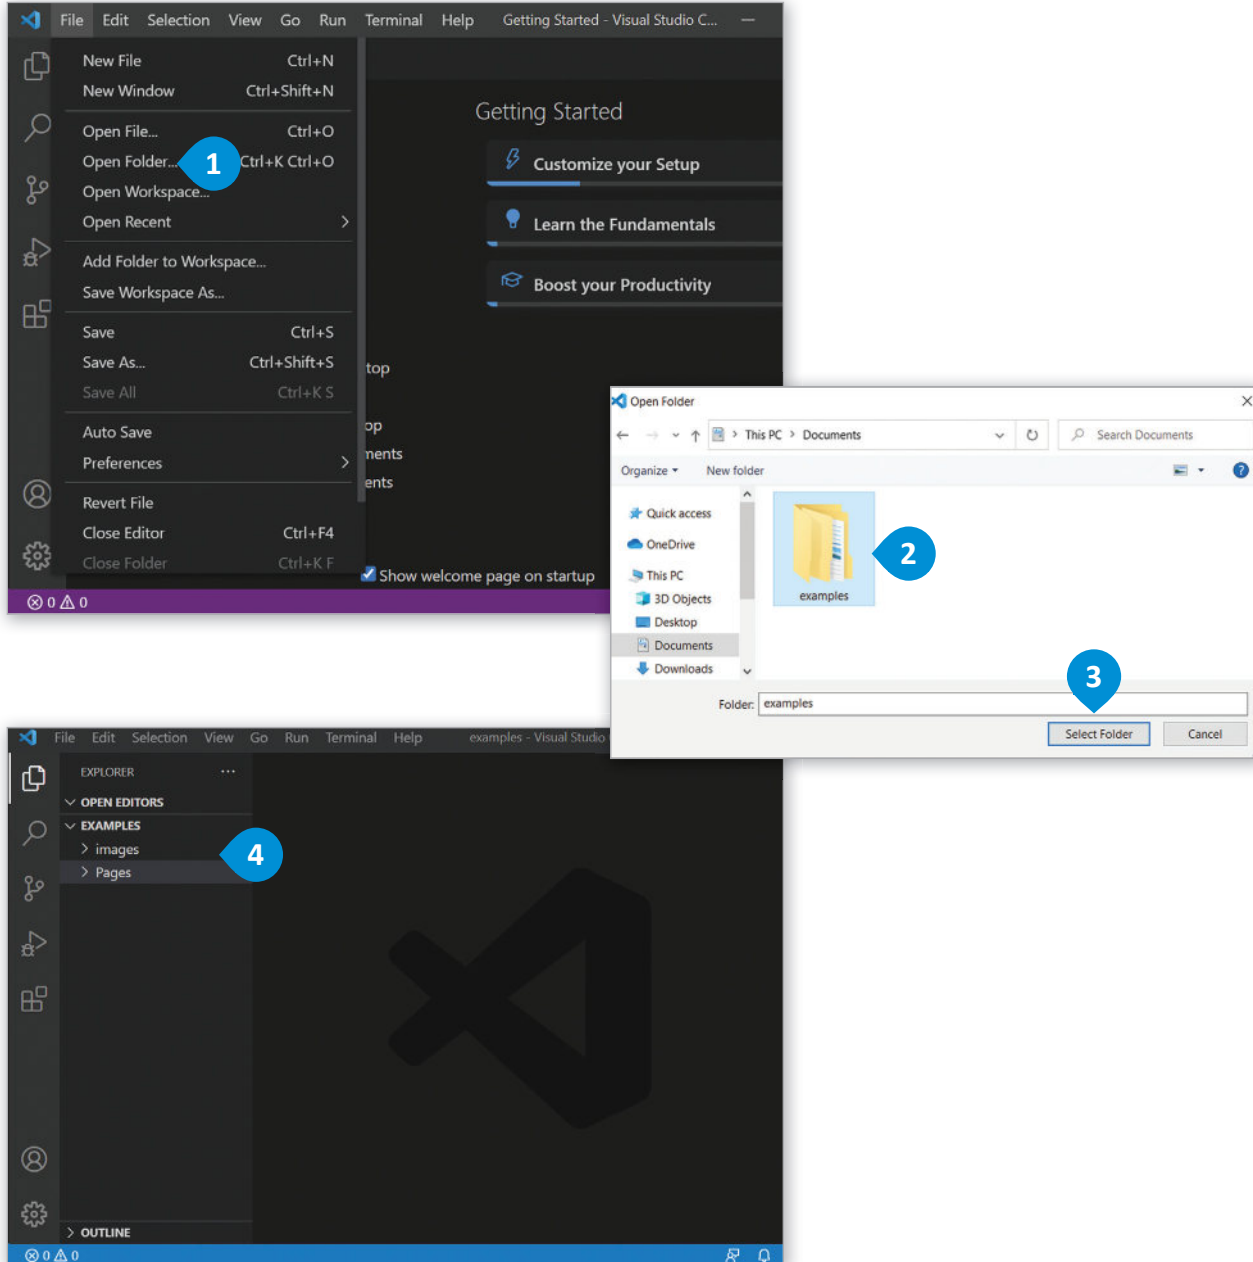 File Edit Selection View Go Run Terminal Help Getting Started - Visual Studio C...
New File Ctrl+N
New Window Ctrl+Shift+N
Open File... Ctrl+O
Open Folder... 1 Ctrl+K Ctrl+O
Open Workspace...
Open Recent
Add Folder to Workspace...
Save Workspace As...
Save Ctrl+S
Save As... Ctrl+Shift+S
Save All Ctrl+K S
Auto Save
Preferences
Revert File
Close Editor Ctrl+F4
Close Folder Ctrl+K F
Getting Started
Customize your Setup
Learn the Fundamentals
Boost your Productivity
top
op
ments
ents
Show welcome page on startup
0 0
Open Folder
This PC > Documents Search Documents
Organize New folder
Quick access
OneDrive
This PC
3D Objects
Desktop
Documents
Downloads
examples
2
3
Folder: examples
Select Folder Cancel
File Edit Selection View Go Run Terminal Help examples - Visual Studio
EXPLORER ...
OPEN EDITORS
EXAMPLES
images
4
Pages
OUTLINE
0 0